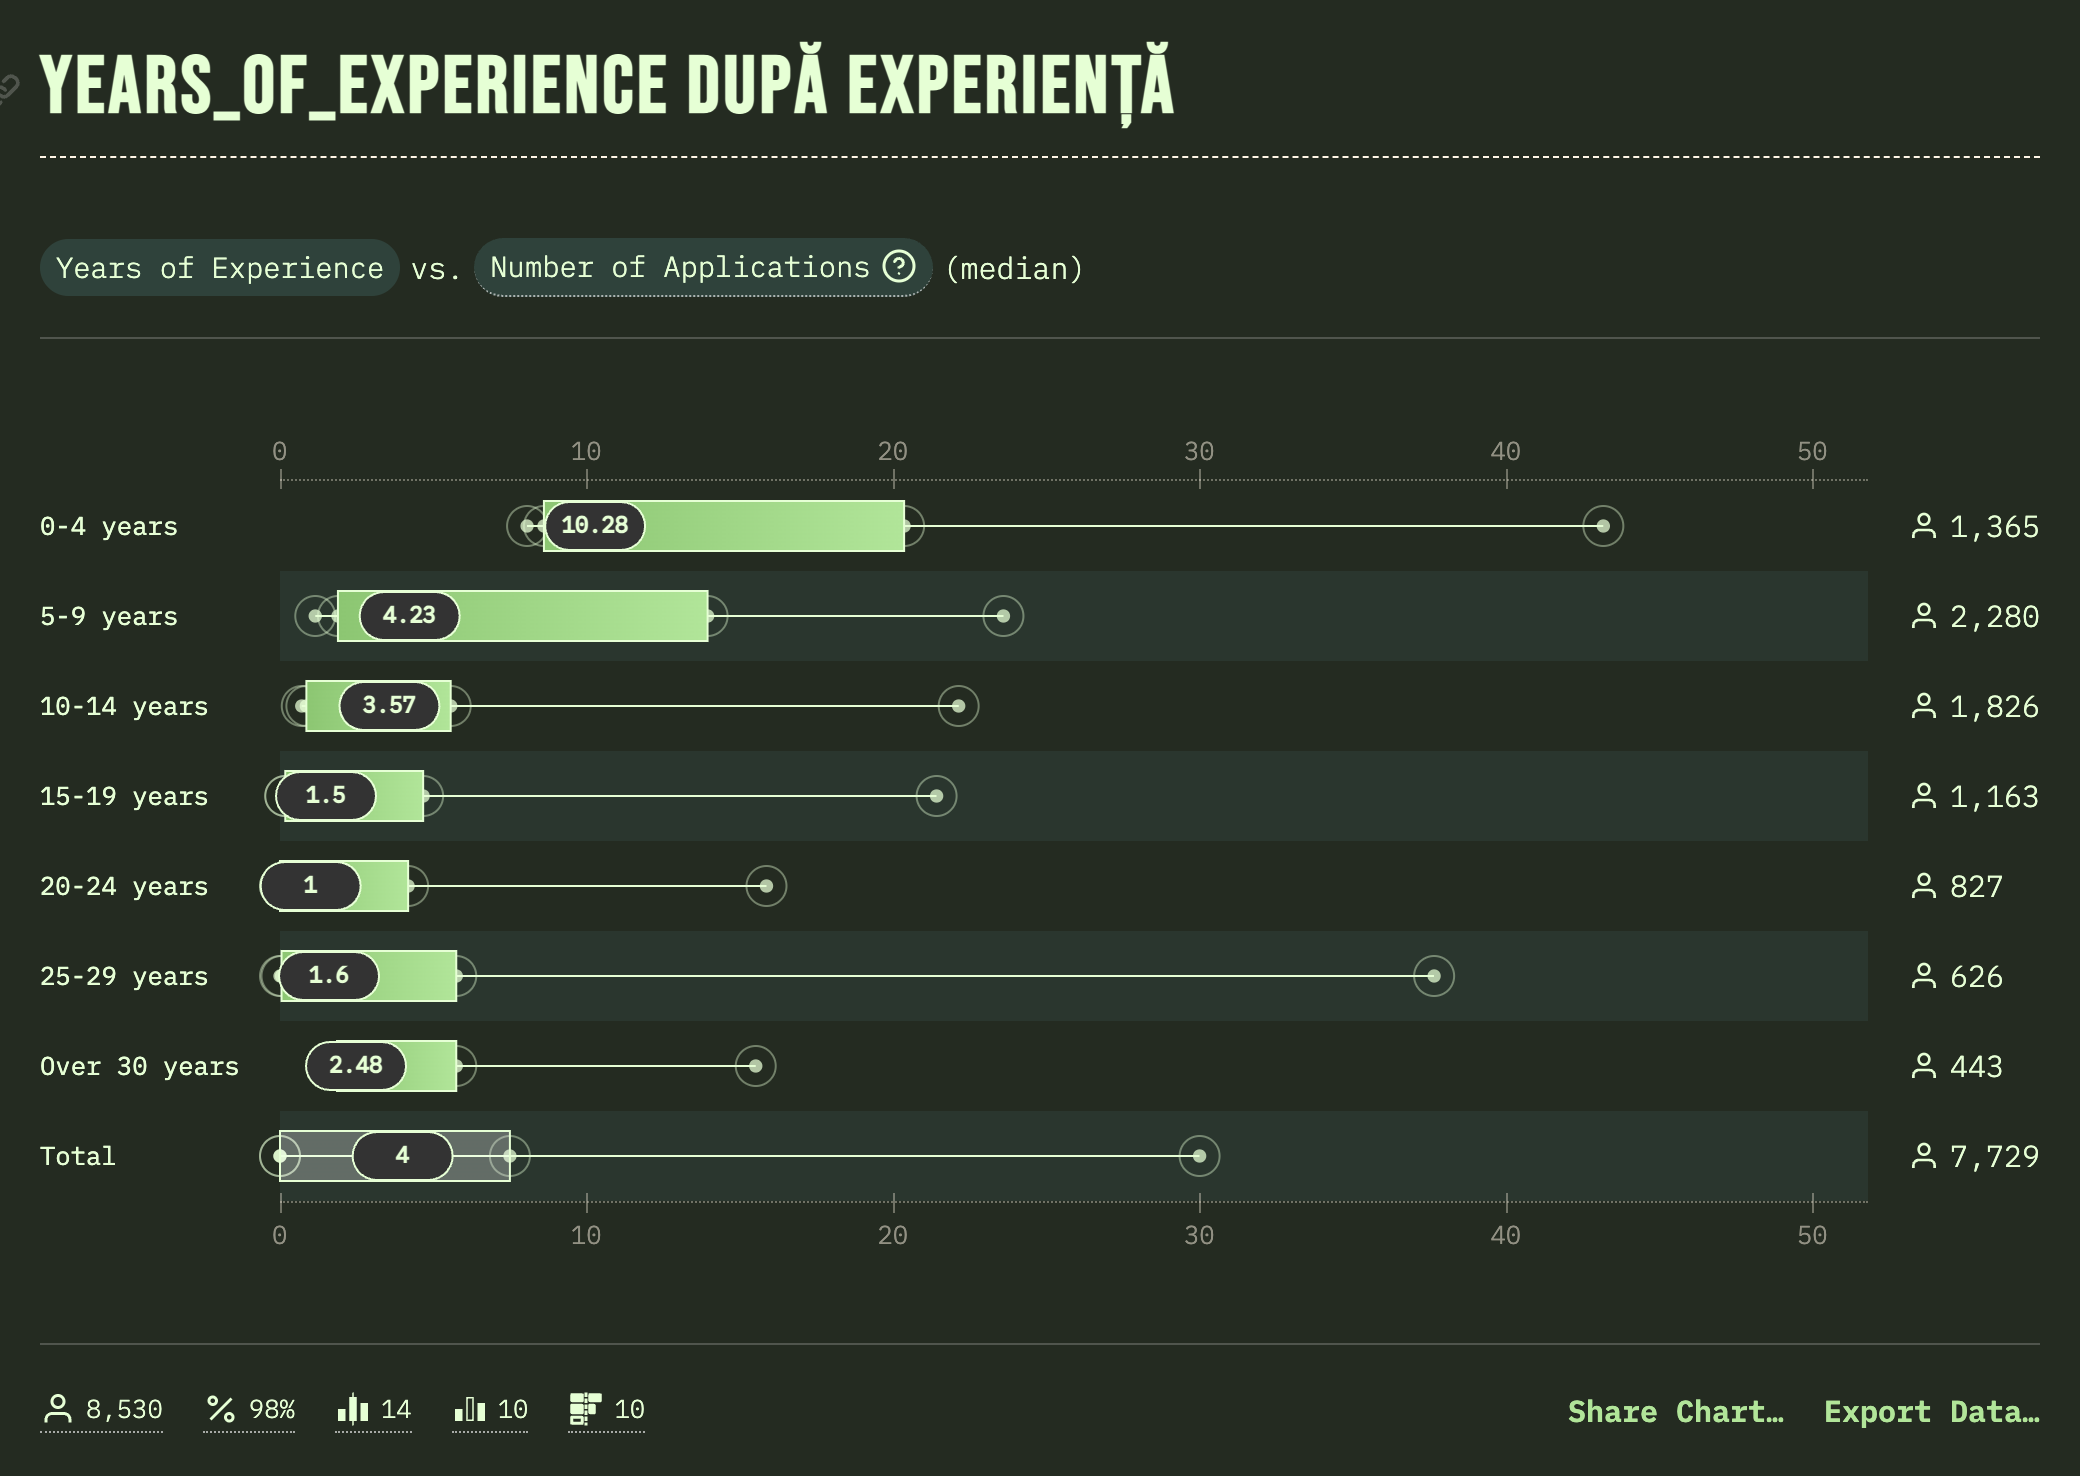 YEARS_OF_EXPERIENCE DUPĂ EXPERIENȚĂ
Years of Experience vs. Number of Applications (median)
0 10 20 30 40 50
0-4 years 10.28 1,365
5-9 years 4.23 2,280
10-14 years 3.57 1,826
15-19 years 1.5 1,163
20-24 years 1 827
25-29 years 1.6 626
Over 30 years 2.48 443
Total 4 7,729
0 10 20 30 40 50
8,530 98% 14 10 10 Share Chart… Export Data…